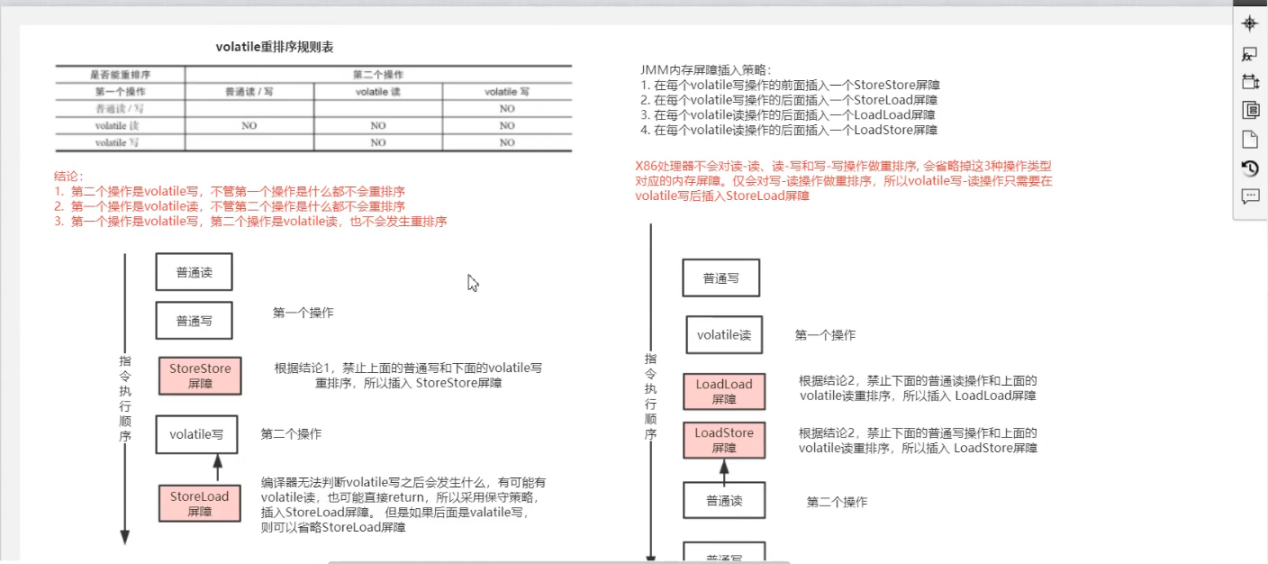 volatile重排序规则表
是否能重排序 第二个操作
第一个操作 普通读 / 写 volatile 读 volatile 写
普通读 / 写 NO
volatile 读 NO NO NO
volatile 写 NO NO
结论：
1. 第二个操作是volatile写，不管第一个操作是什么都不会重排序
2. 第一个操作是volatile读，不管第二个操作是什么都不会重排序
3. 第一个操作是volatile写，第二个操作是volatile读，也不会发生重排序
指令执行顺序
普通读
普通写
第一个操作
StoreStore
屏障
根据结论1，禁止上面的普通写和下面的volatile写
重排序，所以插入 StoreStore屏障
volatile写
第二个操作
StoreLoad
屏障
编译器无法判断volatile写之后会发生什么，有可能有
volatile读，也可能直接return，所以采用保守策略，
插入StoreLoad屏障。 但是如果后面是valatile写，
则可以省略StoreLoad屏障
JMM内存屏障插入策略：
1. 在每个volatile写操作的前面插入一个StoreStore屏障
2. 在每个volatile写操作的后面插入一个StoreLoad屏障
3. 在每个volatile读操作的后面插入一个LoadLoad屏障
4. 在每个volatile读操作的后面插入一个LoadStore屏障
X86处理器不会对读-读、读-写和写-写操作做重排序, 会省略掉这3种操作类型
对应的内存屏障。仅会对写-读操作做重排序，所以volatile写-读操作只需要在
volatile写后插入StoreLoad屏障
指令执行顺序
普通写
volatile读
第一个操作
LoadLoad
屏障
根据结论2，禁止下面的普通读操作和上面的
volatile读重排序，所以插入 LoadLoad屏障
LoadStore
屏障
根据结论2，禁止下面的普通写操作和上面的
volatile读重排序，所以插入 LoadStore屏障
普通读
第二个操作
普通写